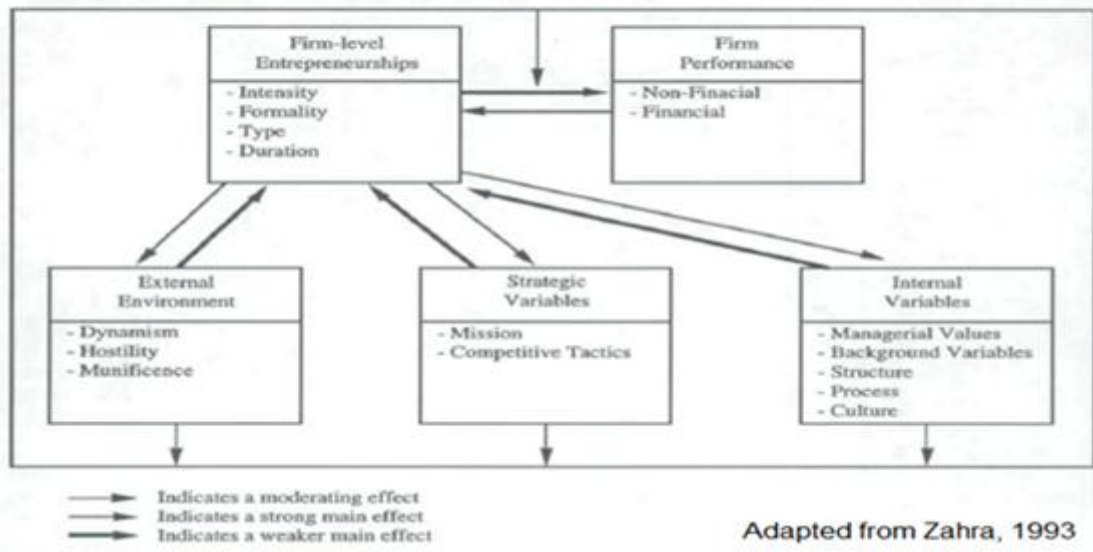 Firm-level
Entrepreneurships
- Intensity
- Formality
- Type
- Duration
Firm
Performance
- Non-Finacial
- Financial
External
Environment
- Dynamism
- Hostility
- Munificence
Strategic
Variables
- Mission
- Competitive Tactics
Internal
Variables
- Managerial Values
- Background Variables
- Structure
- Process
- Culture
Indicates a moderating effect
Indicates a strong main effect
Indicates a weaker main effect
Adapted from Zahra, 1993